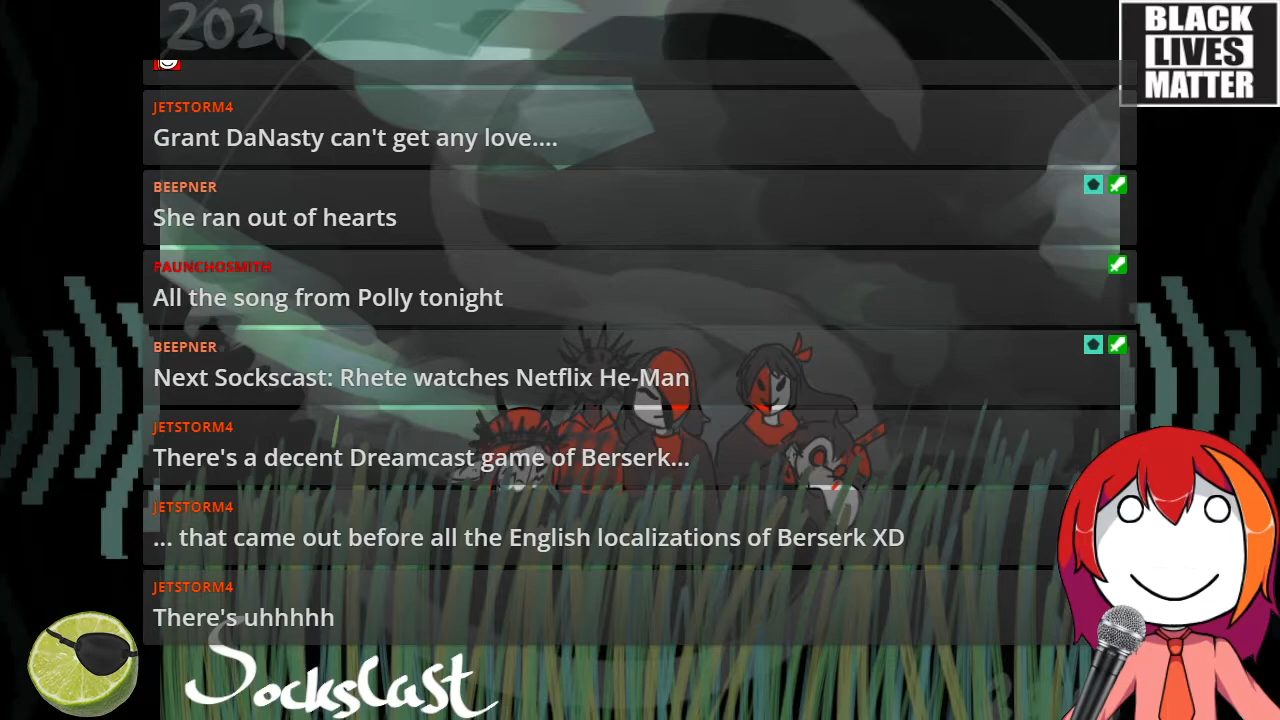 2021
BLACK
LIVES
MATTER
JETSTORM4
Grant DaNasty can't get any love....
BEEPNER
She ran out of hearts
PAUNCHOSMITH
All the song from Polly tonight
BEEPNER
Next Sockscast: Rhete watches Netflix He-Man
JETSTORM4
There's a decent Dreamcast game of Berserk...
JETSTORM4
... that came out before all the English localizations of Berserk XD
JETSTORM4
There's uhhhhh
SocksCast